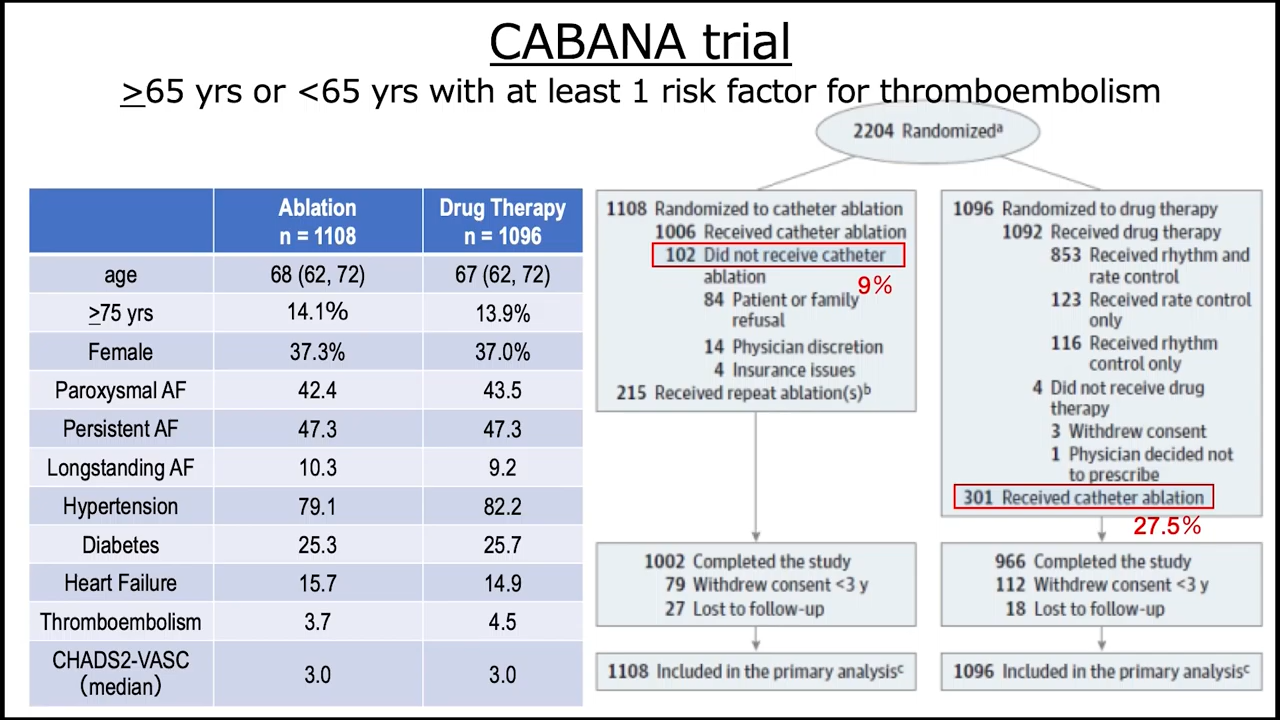 CABANA trial
≥65 yrs or <65 yrs with at least 1 risk factor for thromboembolism
Ablation
n = 1108
Drug Therapy
n = 1096
age 68 (62, 72) 67 (62, 72)
≥75 yrs 14.1% 13.9%
Female 37.3% 37.0%
Paroxysmal AF 42.4 43.5
Persistent AF 47.3 47.3
Longstanding AF 10.3 9.2
Hypertension 79.1 82.2
Diabetes 25.3 25.7
Heart Failure 15.7 14.9
Thromboembolism 3.7 4.5
CHADS2-VASC
(median) 3.0 3.0
2204 Randomizedᵃ
1108 Randomized to catheter ablation
1006 Received catheter ablation
102 Did not receive catheter
ablation
9%
84 Patient or family
refusal
14 Physician discretion
4 Insurance issues
215 Received repeat ablation(s)ᵇ
1002 Completed the study
79 Withdrew consent <3 y
27 Lost to follow-up
1108 Included in the primary analysisᶜ
1096 Randomized to drug therapy
1092 Received drug therapy
853 Received rhythm and
rate control
123 Received rate control
only
116 Received rhythm
control only
4 Did not receive drug
therapy
3 Withdrew consent
1 Physician decided not
to prescribe
301 Received catheter ablation
27.5%
966 Completed the study
112 Withdrew consent <3 y
18 Lost to follow-up
1096 Included in the primary analysisᶜ